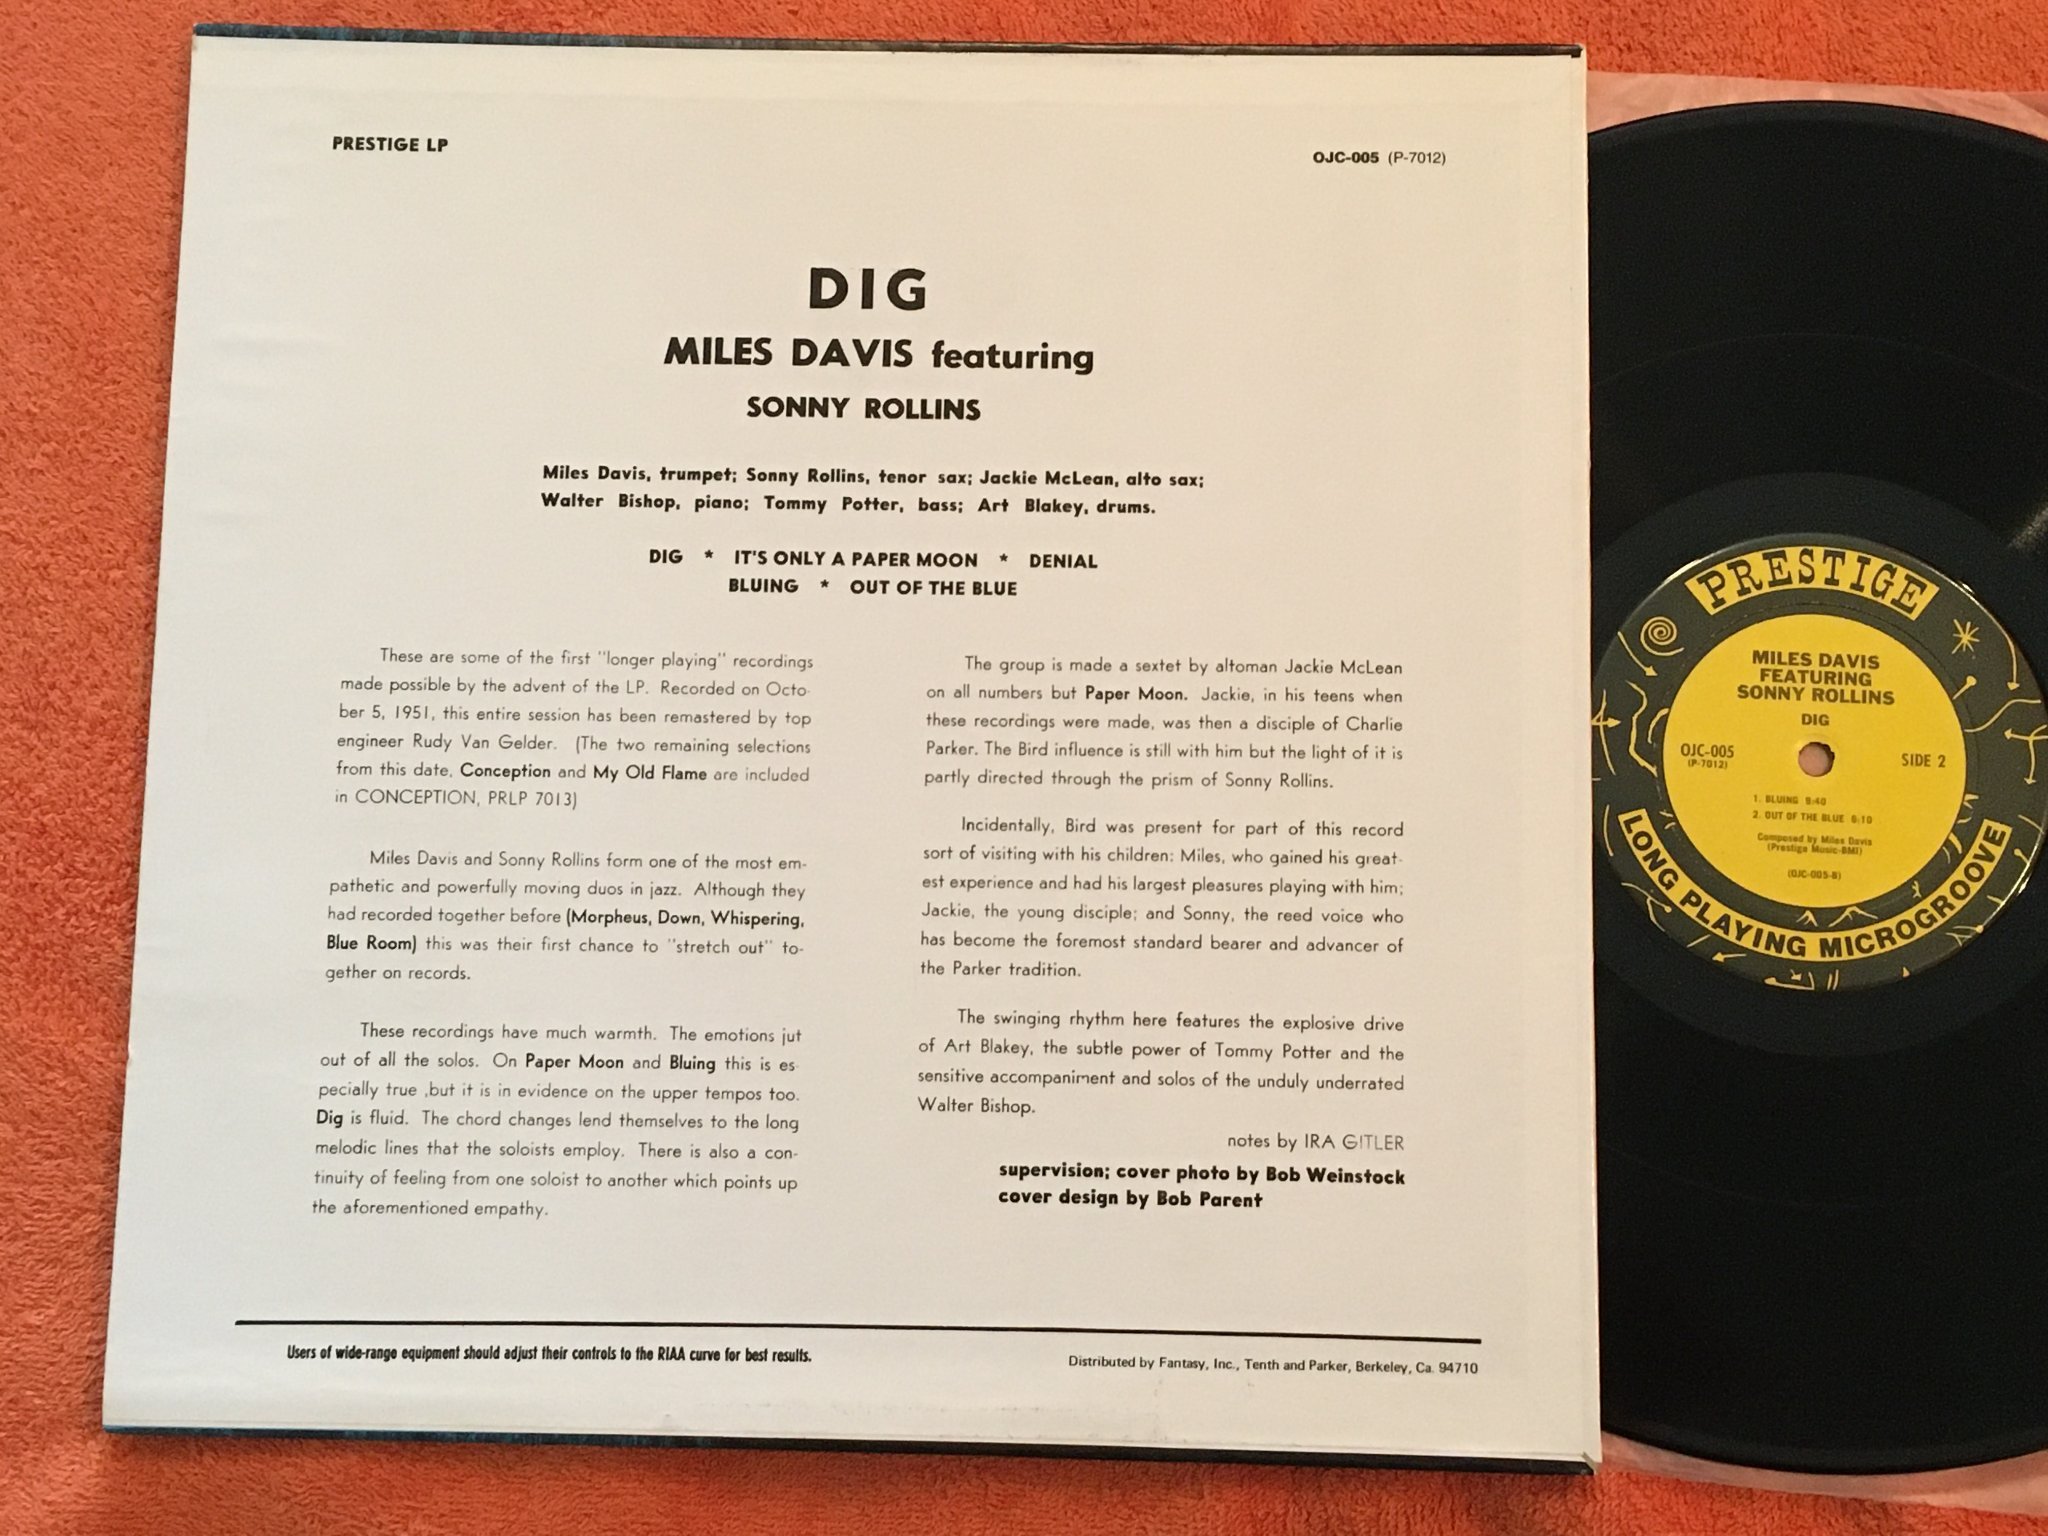 PRESTIGE LP
OJC-005 (P-7012)
DIG
MILES DAVIS featuring
SONNY ROLLINS
Miles Davis, trumpet; Sonny Rollins, tenor sax; Jackie McLean, alto sax;
Walter Bishop, piano; Tommy Potter, bass; Art Blakey, drums.
DIG * IT'S ONLY A PAPER MOON * DENIAL
BLUING * OUT OF THE BLUE
These are some of the first "longer playing" recordings
made possible by the advent of the LP. Recorded on Octo-
ber 5, 1951, this entire session has been remastered by top
engineer Rudy Van Gelder. (The two remaining selections
from this date, Conception and My Old Flame are included
in CONCEPTION, PRLP 7013)
Miles Davis and Sonny Rollins form one of the most em-
pathetic and powerfully moving duos in jazz. Although they
had recorded together before (Morpheus, Down, Whispering,
Blue Room) this was their first chance to "stretch out" to-
gether on records.
These recordings have much warmth. The emotions jut
out of all the solos. On Paper Moon and Bluing this is es-
pecially true ,but it is in evidence on the upper tempos too.
Dig is fluid. The chord changes lend themselves to the long
melodic lines that the soloists employ. There is also a con-
tinuity of feeling from one soloist to another which points up
the aforementioned empathy.
The group is made a sextet by altoman Jackie McLean
on all numbers but Paper Moon. Jackie, in his teens when
these recordings were made, was then a disciple of Charlie
Parker. The Bird influence is still with him but the light of it is
partly directed through the prism of Sonny Rollins.
Incidentally, Bird was present for part of this record
sort of visiting with his children: Miles, who gained his great-
est experience and had his largest pleasures playing with him;
Jackie, the young disciple; and Sonny, the reed voice who
has become the foremost standard bearer and advancer of
the Parker tradition.
The swinging rhythm here features the explosive drive
of Art Blakey, the subtle power of Tommy Potter and the
sensitive accompaniment and solos of the unduly underrated
Walter Bishop.
notes by IRA GITLER
supervision; cover photo by Bob Weinstock
cover design by Bob Parent
Users of wide-range equipment should adjust their controls to the RIAA curve for best results.
Distributed by Fantasy, Inc., Tenth and Parker, Berkeley, Ca. 94710
PRESTIGE
MILES DAVIS
FEATURING
SONNY ROLLINS
DIG
OJC-005
(P-7012)
SIDE 2
1. BLUING 9:40
2. OUT OF THE BLUE 6:10
Composed by Miles Davis
(Prestige Music-BMI)
(OJC-005-B)
LONG PLAYING MICROGROOVE